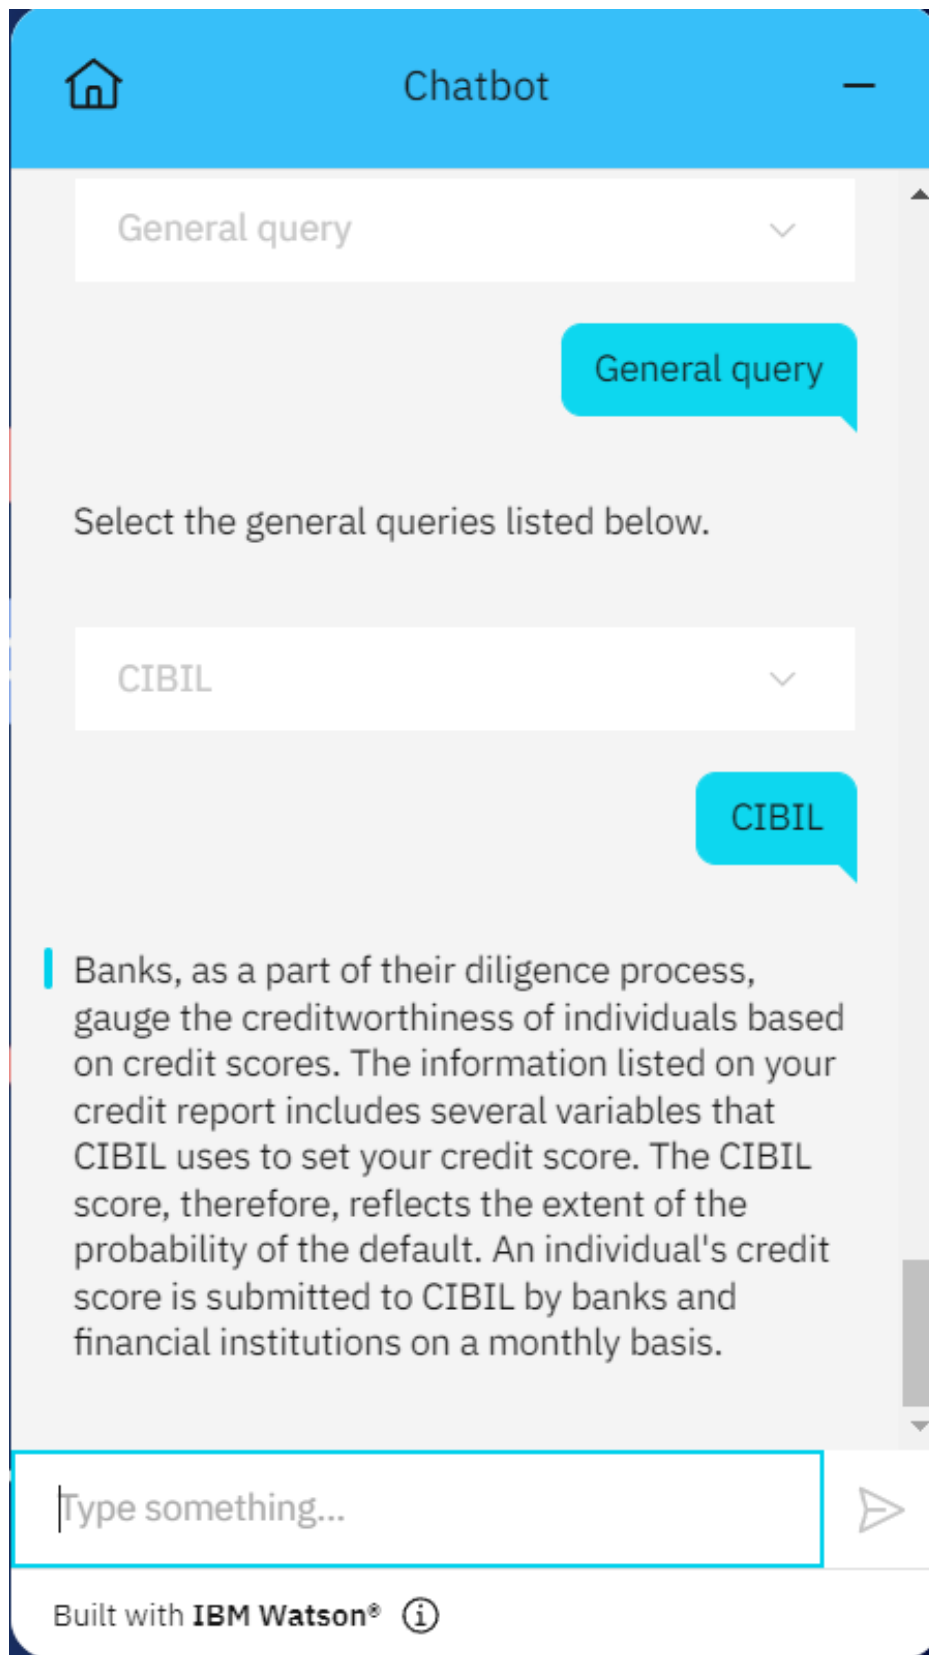 Chatbot
General query
General query
Select the general queries listed below.
CIBIL
CIBIL
Banks, as a part of their diligence process,
gauge the creditworthiness of individuals based
on credit scores. The information listed on your
credit report includes several variables that
CIBIL uses to set your credit score. The CIBIL
score, therefore, reflects the extent of the
probability of the default. An individual's credit
score is submitted to CIBIL by banks and
financial institutions on a monthly basis.
Type something...
Built with IBM Watson®